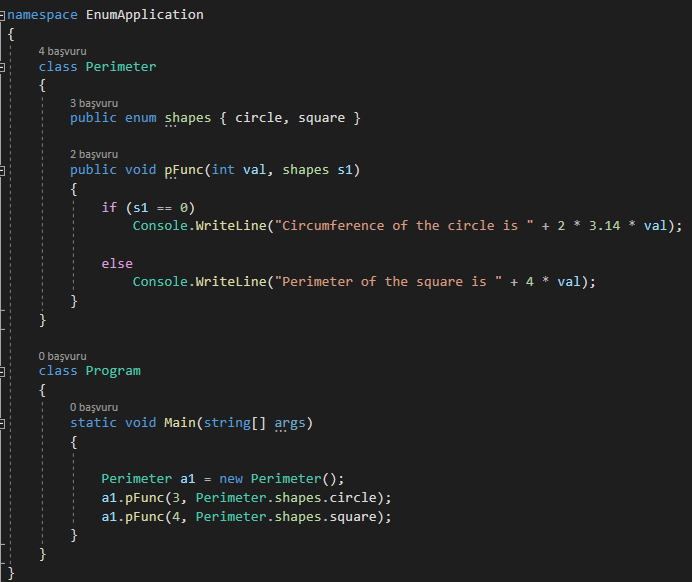 namespace EnumApplication
{
4 başvuru
class Perimeter
{
3 başvuru
public enum shapes { circle, square }
2 başvuru
public void pFunc(int val, shapes s1)
{
if (s1 == 0)
Console.WriteLine("Circumference of the circle is " + 2 * 3.14 * val);
else
Console.WriteLine("Perimeter of the square is " + 4 * val);
}
}
0 başvuru
class Program
{
0 başvuru
static void Main(string[] args)
{
Perimeter a1 = new Perimeter();
a1.pFunc(3, Perimeter.shapes.circle);
a1.pFunc(4, Perimeter.shapes.square);
}
}
}